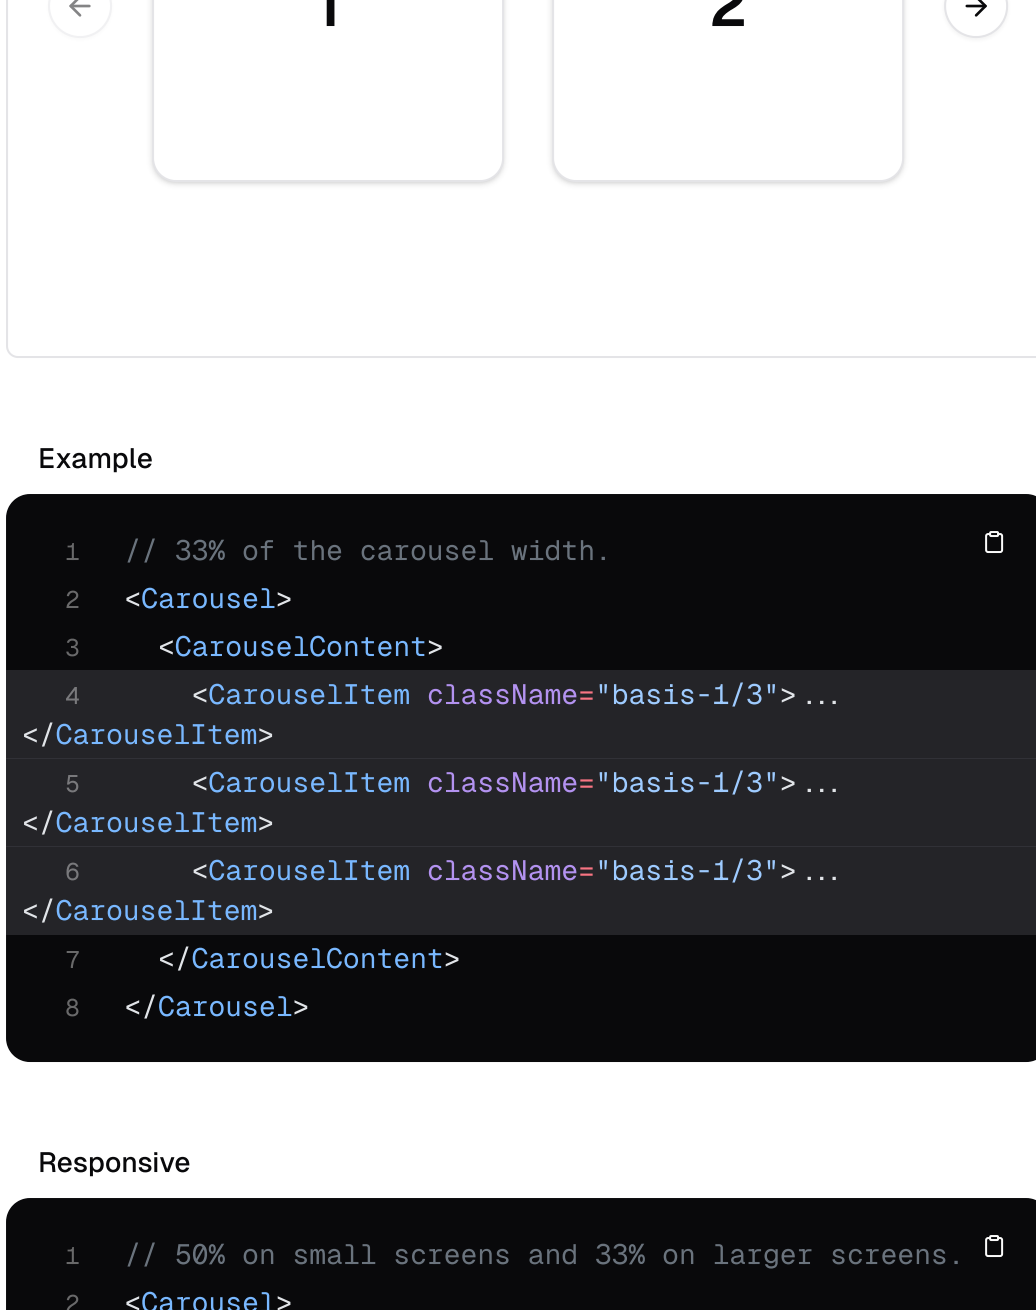 1
2
Example
1 // 33% of the carousel width.
2 <Carousel>
3 <CarouselContent>
4 <CarouselItem className="basis-1/3">...
</CarouselItem>
5 <CarouselItem className="basis-1/3">...
</CarouselItem>
6 <CarouselItem className="basis-1/3">...
</CarouselItem>
7 </CarouselContent>
8 </Carousel>
Responsive
1 // 50% on small screens and 33% on larger screens.
2 <Carousel>